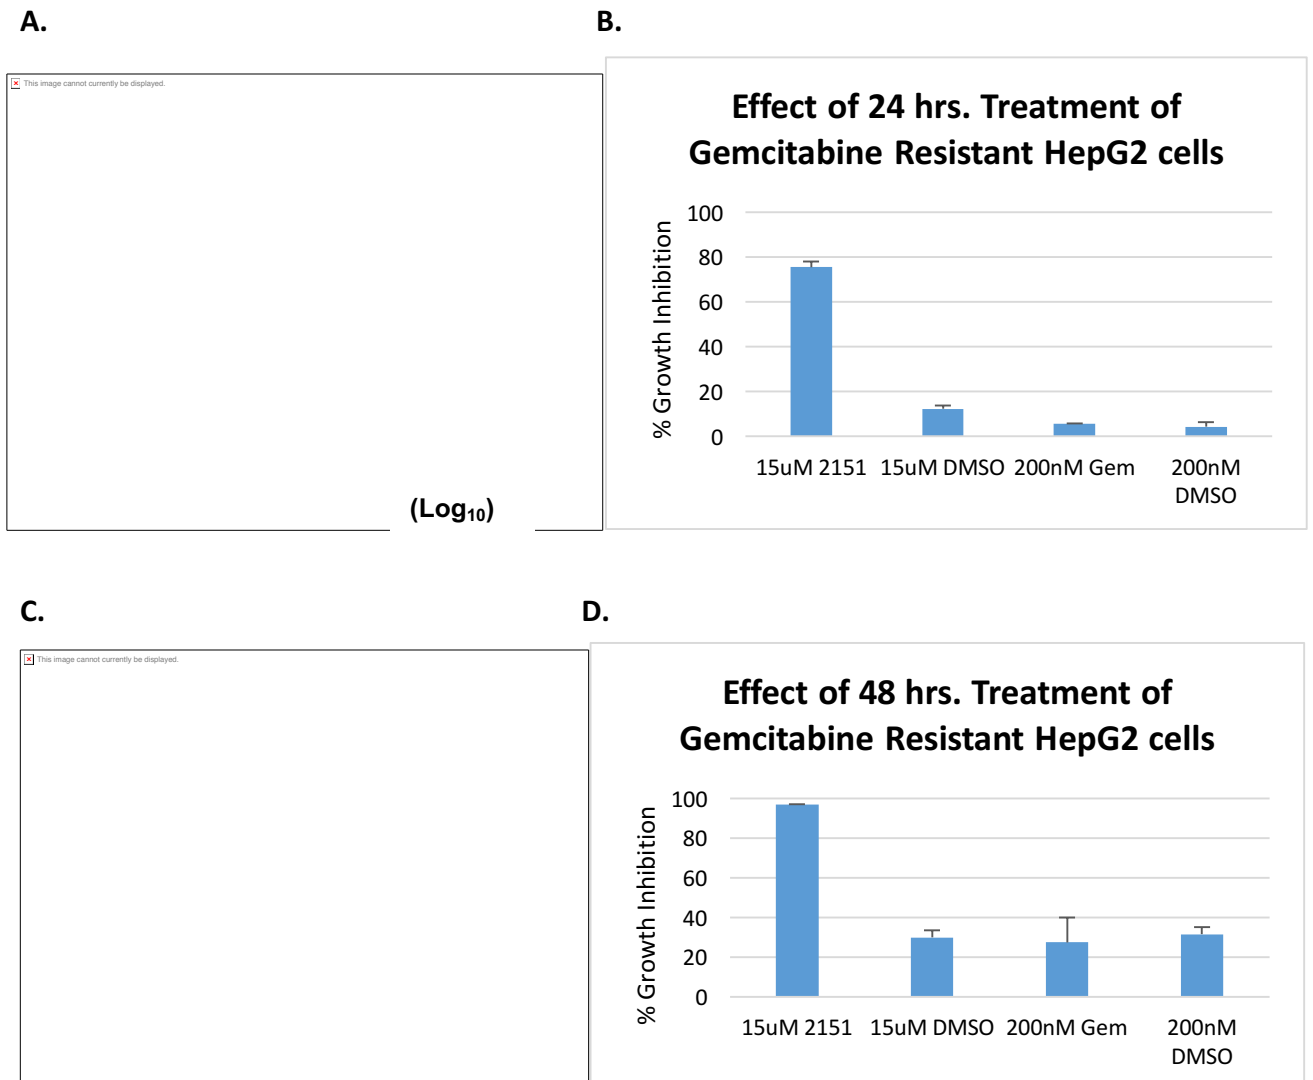 A.
B.
This image cannot currently be displayed.
(Log₁₀)
Effect of 24 hrs. Treatment of
Gemcitabine Resistant HepG2 cells
% Growth Inhibition
100
80
60
40
20
0
15uM 2151 15uM DMSO 200nM Gem 200nM
DMSO
C.
D.
This image cannot currently be displayed.
Effect of 48 hrs. Treatment of
Gemcitabine Resistant HepG2 cells
% Growth Inhibition
100
80
60
40
20
0
15uM 2151 15uM DMSO 200nM Gem 200nM
DMSO